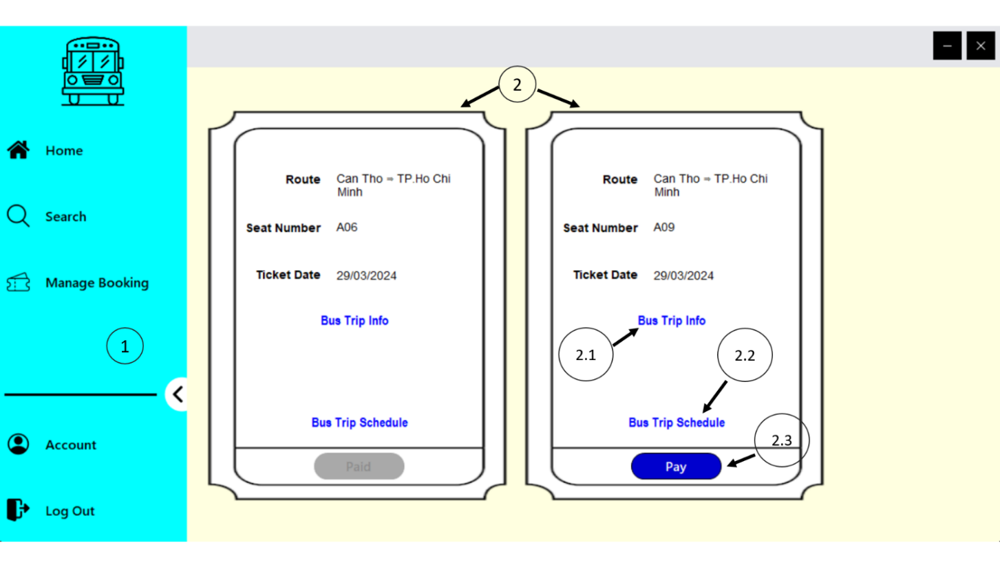 Home
Search
Manage Booking
1
Account
Log Out
2
Route Can Tho ⇒ TP.Ho Chi
Minh
Seat Number A06
Ticket Date 29/03/2024
Bus Trip Info
Bus Trip Schedule
Paid
Route Can Tho ⇒ TP.Ho Chi
Minh
Seat Number A09
Ticket Date 29/03/2024
Bus Trip Info
2.1
2.2
Bus Trip Schedule
2.3
Pay